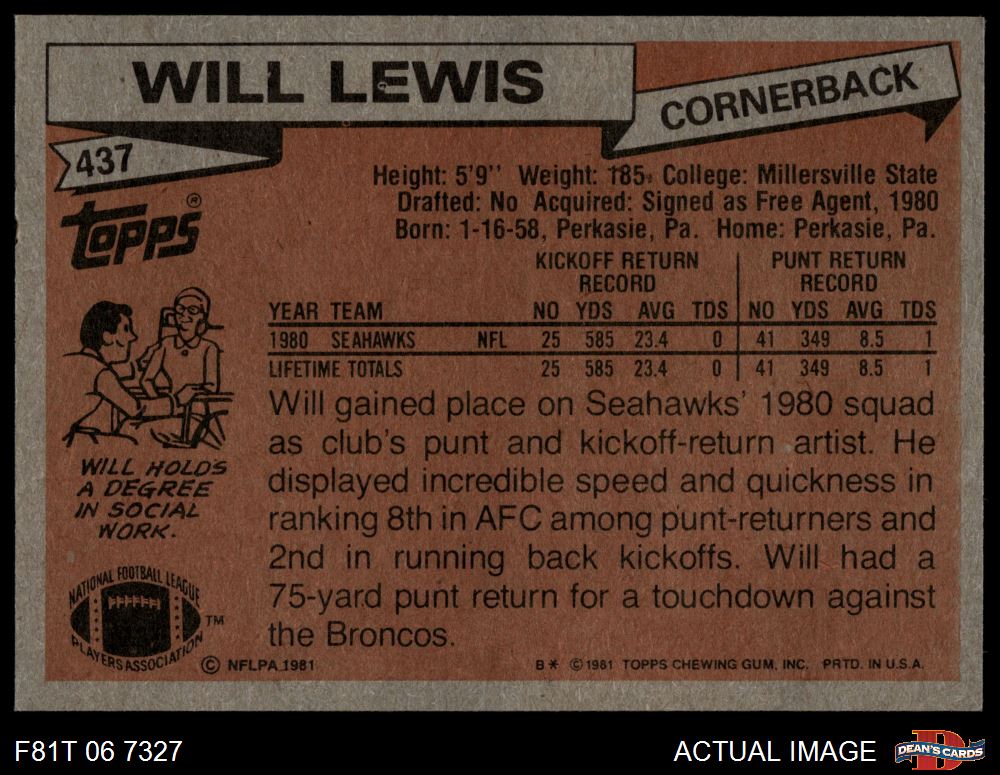 WILL LEWIS
CORNERBACK
437
TOPPS®
Height: 5'9'' Weight: 185. College: Millersville State
Drafted: No Acquired: Signed as Free Agent, 1980
Born: 1-16-58, Perkasie, Pa. Home: Perkasie, Pa.
KICKOFF RETURN RECORD PUNT RETURN RECORD
YEAR TEAM NO YDS AVG TDS NO YDS AVG TDS
1980 SEAHAWKS NFL 25 585 23.4 0 41 349 8.5 1
LIFETIME TOTALS 25 585 23.4 0 41 349 8.5 1
Will gained place on Seahawks' 1980 squad
as club's punt and kickoff-return artist. He
displayed incredible speed and quickness in
ranking 8th in AFC among punt-returners and
2nd in running back kickoffs. Will had a
75-yard punt return for a touchdown against
the Broncos.
WILL HOLDS
A DEGREE
IN SOCIAL
WORK.
NATIONAL FOOTBALL LEAGUE
PLAYERS ASSOCIATION
TM
© NFLPA 1981
B* ©1981 TOPPS CHEWING GUM, INC. PRTD. IN U.S.A.
F81T 06 7327
ACTUAL IMAGE
D
DEAN'S CARDS